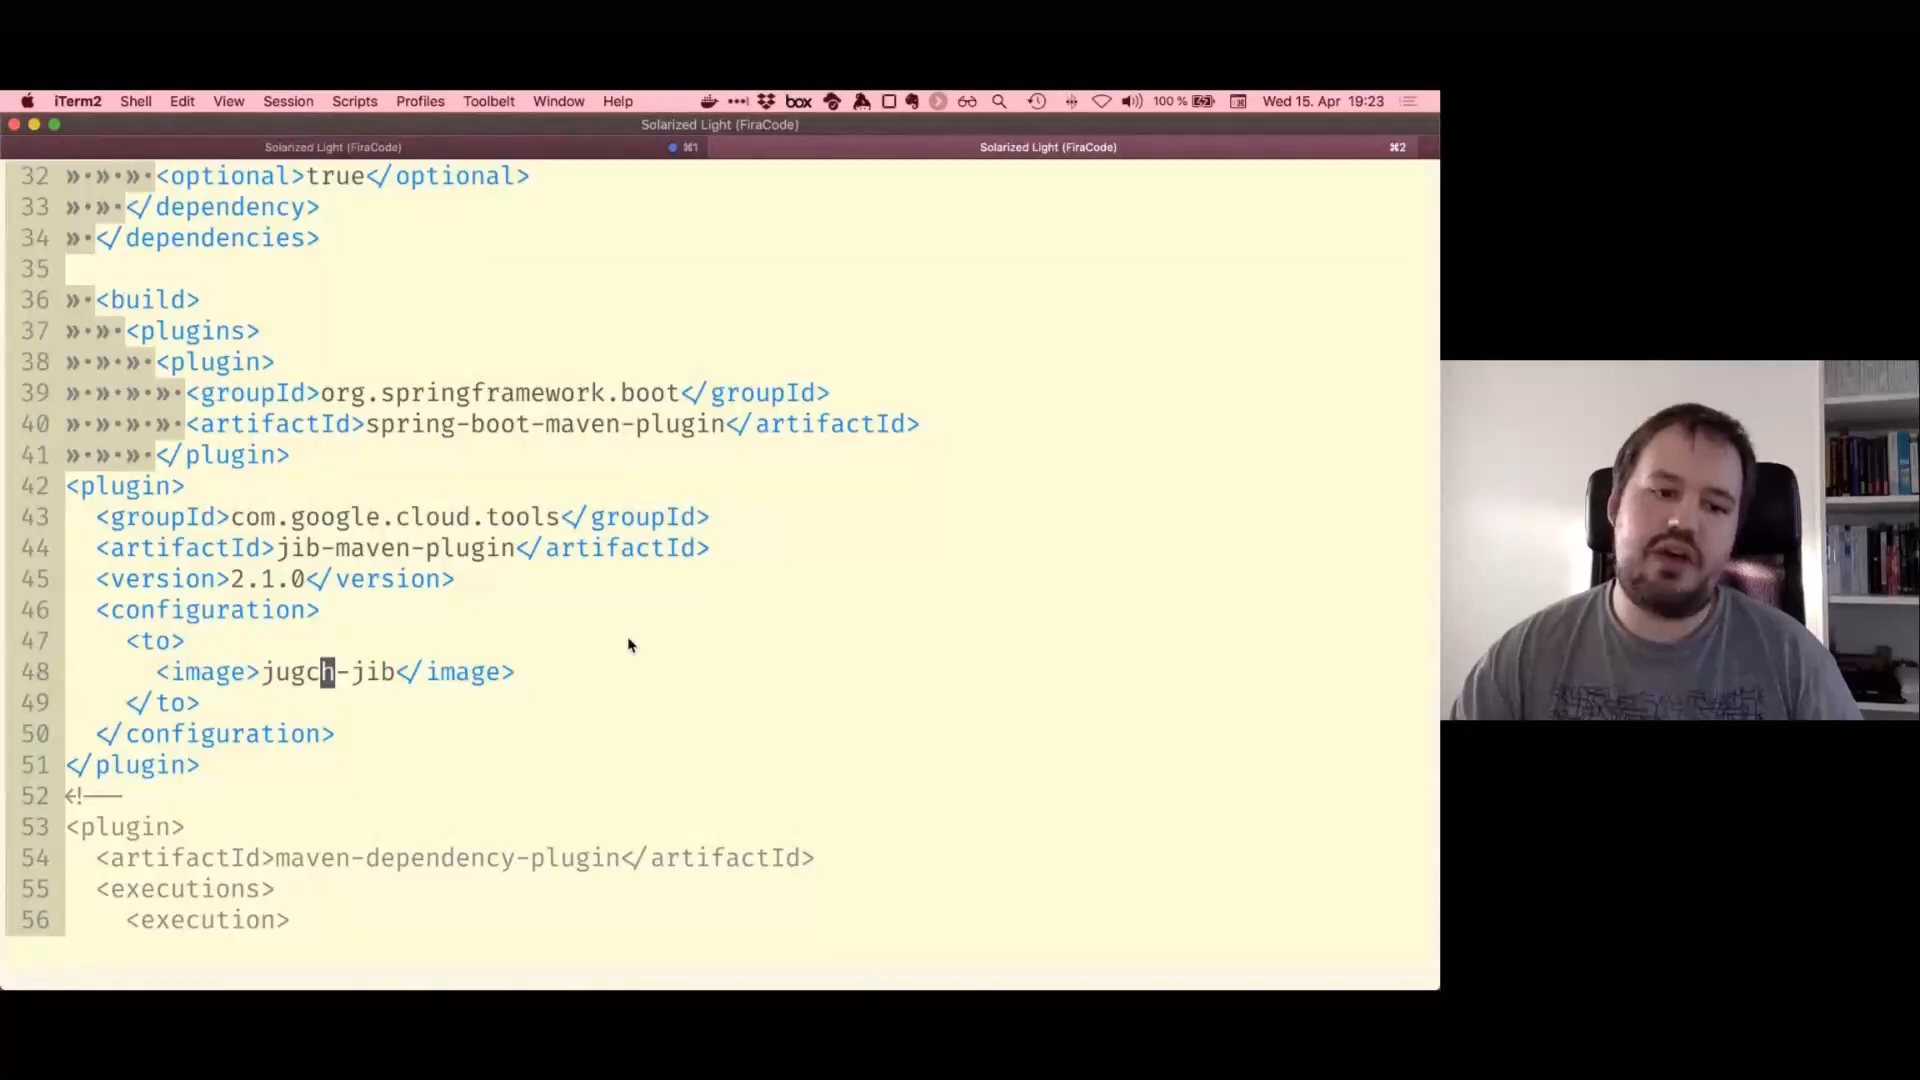 iTerm2 Shell Edit View Session Scripts Profiles Toolbelt Window Help box 100 % Wed 15. Apr 19:23
Solarized Light (FiraCode)
Solarized Light (FiraCode) ⌘1 Solarized Light (FiraCode) ⌘2
32 »·»·»·<optional>true</optional>
33 »·»·</dependency>
34 »·</dependencies>
35
36 »·<build>
37 »·»·<plugins>
38 »·»·»·<plugin>
39 »·»·»·»·<groupId>org.springframework.boot</groupId>
40 »·»·»·»·<artifactId>spring-boot-maven-plugin</artifactId>
41 »·»·»·</plugin>
42 <plugin>
43   <groupId>com.google.cloud.tools</groupId>
44   <artifactId>jib-maven-plugin</artifactId>
45   <version>2.1.0</version>
46   <configuration>
47     <to>
48       <image>jugch-jib</image>
49     </to>
50   </configuration>
51 </plugin>
52 <!--
53 <plugin>
54   <artifactId>maven-dependency-plugin</artifactId>
55   <executions>
56     <execution>